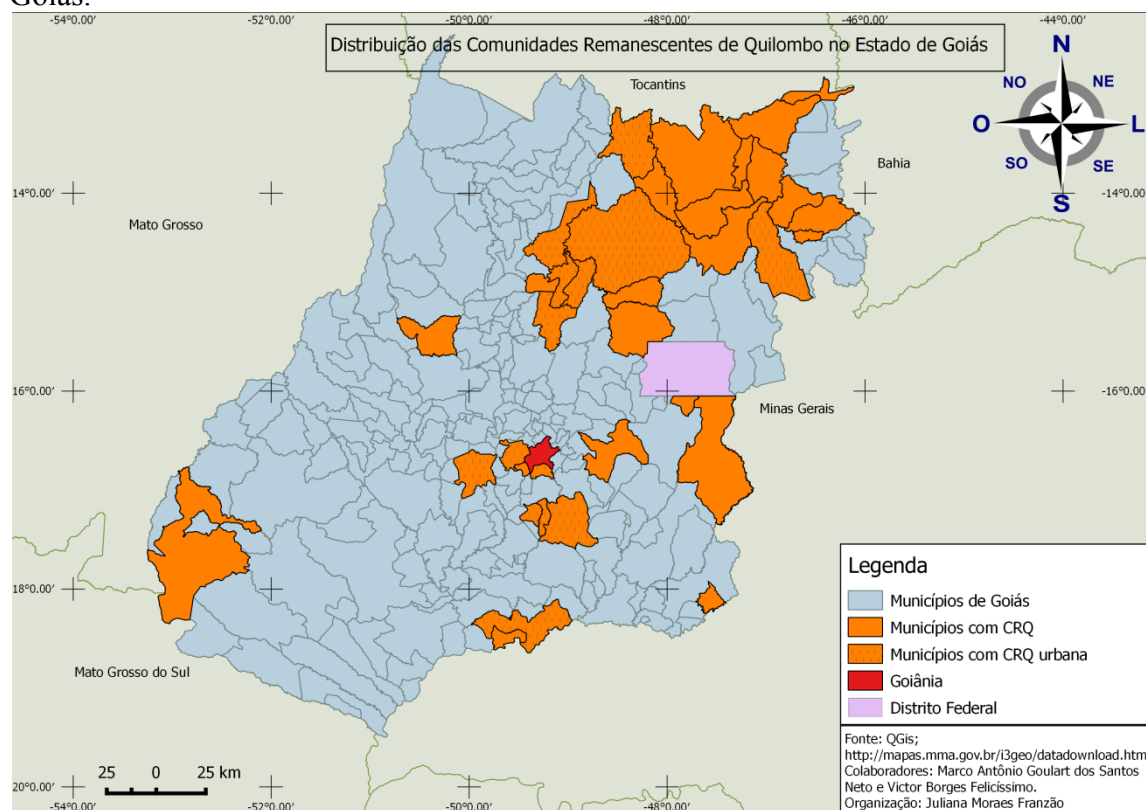 Goiás.
-54°0.00' -52°0.00' -50°0.00' -48°0.00' -46°0.00' -44°0.00'
Distribuição das Comunidades Remanescentes de Quilombo no Estado de Goiás
N
NO NE
O L
SO SE
S
Tocantins
Bahia
14°0.00' -14°0.00'
Mato Grosso
16°0.00' -16°0.00'
Minas Gerais
18°0.00'
Mato Grosso do Sul
Legenda
Municípios de Goiás
Municípios com CRQ
Municípios com CRQ urbana
Goiânia
Distrito Federal
Fonte: QGis;
http://mapas.mma.gov.br/i3geo/datadownload.htm
Colaboradores: Marco Antônio Goulart dos Santos
Neto e Victor Borges Felicíssimo.
Organização: Juliana Moraes Franzão
25 0 25 km
20°0.00'
-54°0.00' -52°0.00' -50°0.00' -48°0.00'